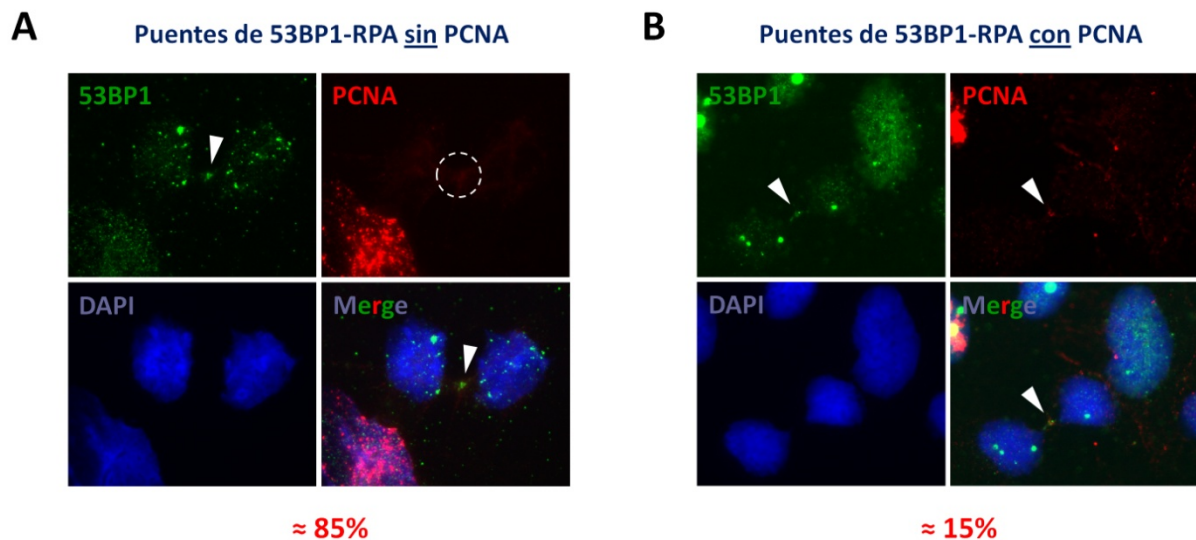 A
Puentes de 53BP1-RPA sin PCNA
53BP1
PCNA
DAPI
Merge
≈ 85%
B
Puentes de 53BP1-RPA con PCNA
53BP1
PCNA
DAPI
Merge
≈ 15%